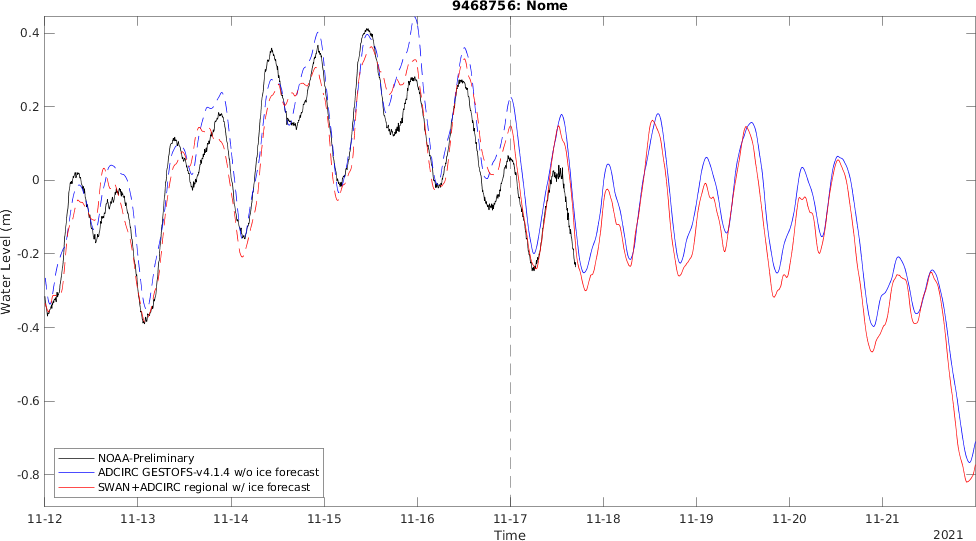 9468756: Nome
0.4
0.2
0
-0.2
-0.4
-0.6
-0.8
Water Level (m)
NOAA-Preliminary
ADCIRC GESTOFS-v4.1.4 w/o ice forecast
SWAN+ADCIRC regional w/ ice forecast
11-12 11-13 11-14 11-15 11-16 11-17 11-18 11-19 11-20 11-21
Time
2021